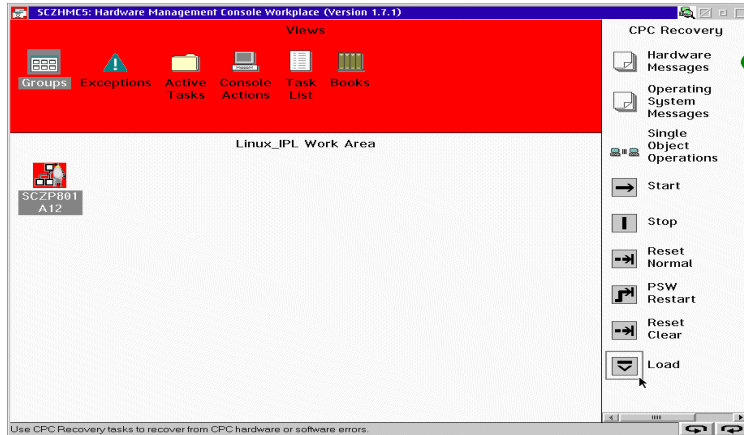 SCZHMC5: Hardware Management Console Workplace (Version 1.7.1)
Views
Groups
Exceptions
Active
Tasks
Console
Actions
Task
List
Books
Linux_IPL Work Area
SCZP801
A12
CPC Recovery
Hardware
Messages
Operating
System
Messages
Single
Object
Operations
Start
Stop
Reset
Normal
PSW
Restart
Reset
Clear
Load
Use CPC Recovery tasks to recover from CPC hardware or software errors.